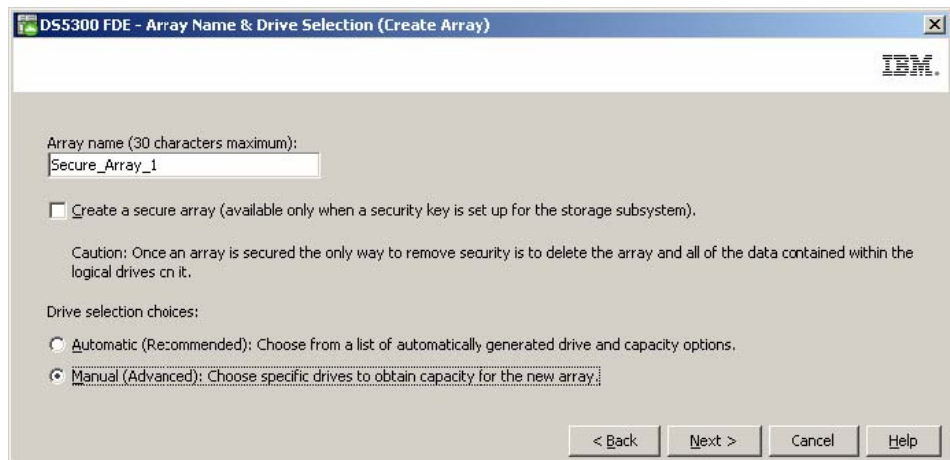 DS5300 FDE - Array Name & Drive Selection (Create Array)
IBM.
Array name (30 characters maximum):
Secure_Array_1
Create a secure array (available only when a security key is set up for the storage subsystem).
Caution: Once an array is secured the only way to remove security is to delete the array and all of the data contained within the
logical drives on it.
Drive selection choices:
Automatic (Recommended): Choose from a list of automatically generated drive and capacity options.
Manual (Advanced): Choose specific drives to obtain capacity for the new array.
< Back
Next >
Cancel
Help